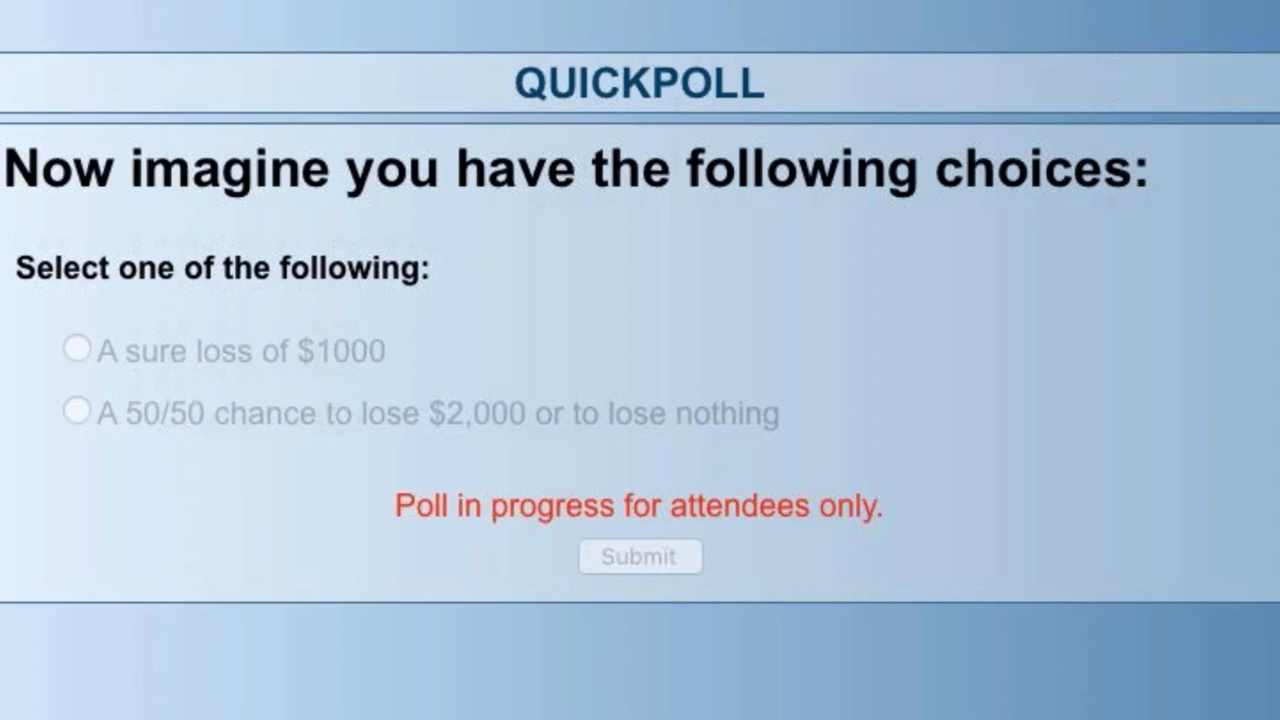 QUICKPOLL
Now imagine you have the following choices:
Select one of the following:
A sure loss of $1000
A 50/50 chance to lose $2,000 or to lose nothing
Poll in progress for attendees only.
Submit